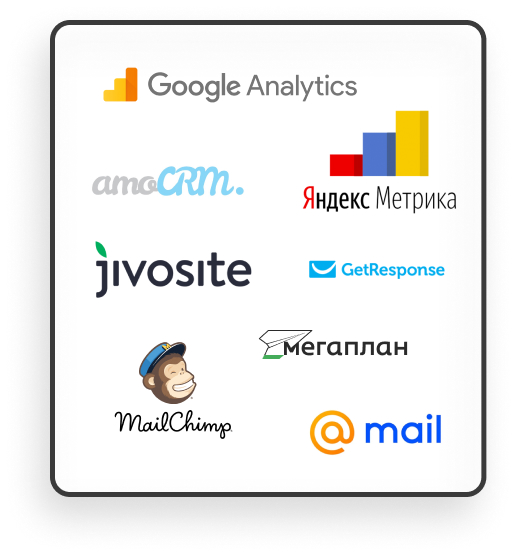 Google Analytics
amoCRM.
Яндекс Метрика
jivosite
GetResponse
мегаплан
MailChimp
@mail